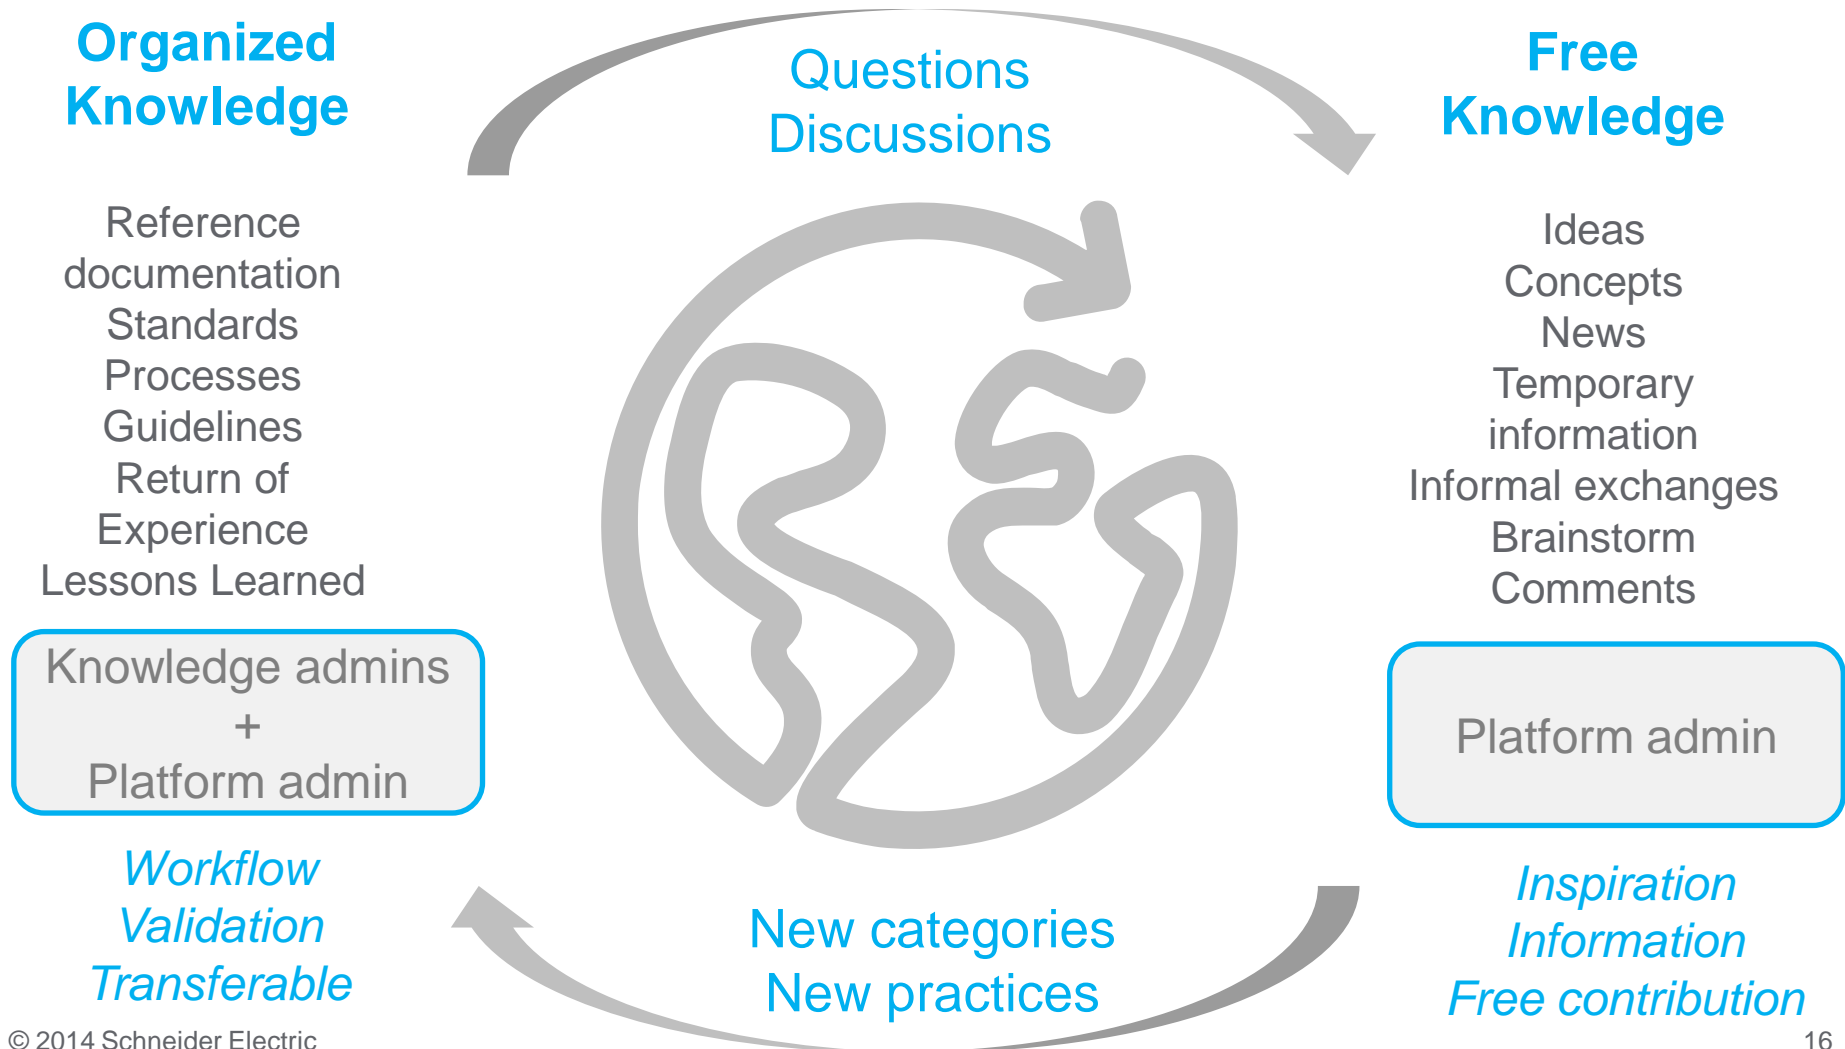 Organized
Knowledge
Reference
documentation
Standards
Processes
Guidelines
Return of
Experience
Lessons Learned
Knowledge admins
+
Platform admin
Workflow
Validation
Transferable
Questions
Discussions
New categories
New practices
Free
Knowledge
Ideas
Concepts
News
Temporary
information
Informal exchanges
Brainstorm
Comments
Platform admin
Inspiration
Information
Free contribution
© 2014 Schneider Electric
16